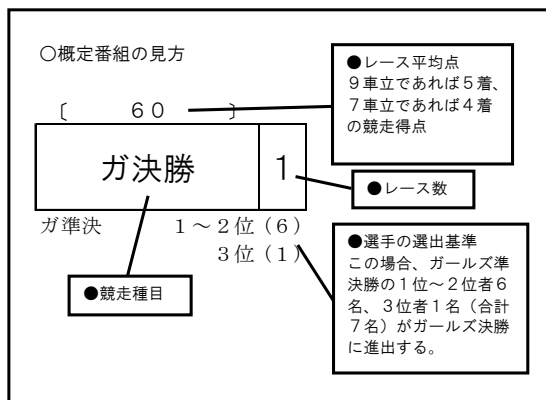 ○概定番組の見方
〔　　６０　　〕
ガ決勝
1
ガ準決　　１～２位（６）
３位（１）
●レース平均点
９車立であれば５着、
７車立であれば４着
の競走得点
●レース数
●選手の選出基準
この場合、ガールズ準
決勝の１位～２位者６
名、３位者１名（合計
７名）がガールズ決勝
に進出する。
●競走種目